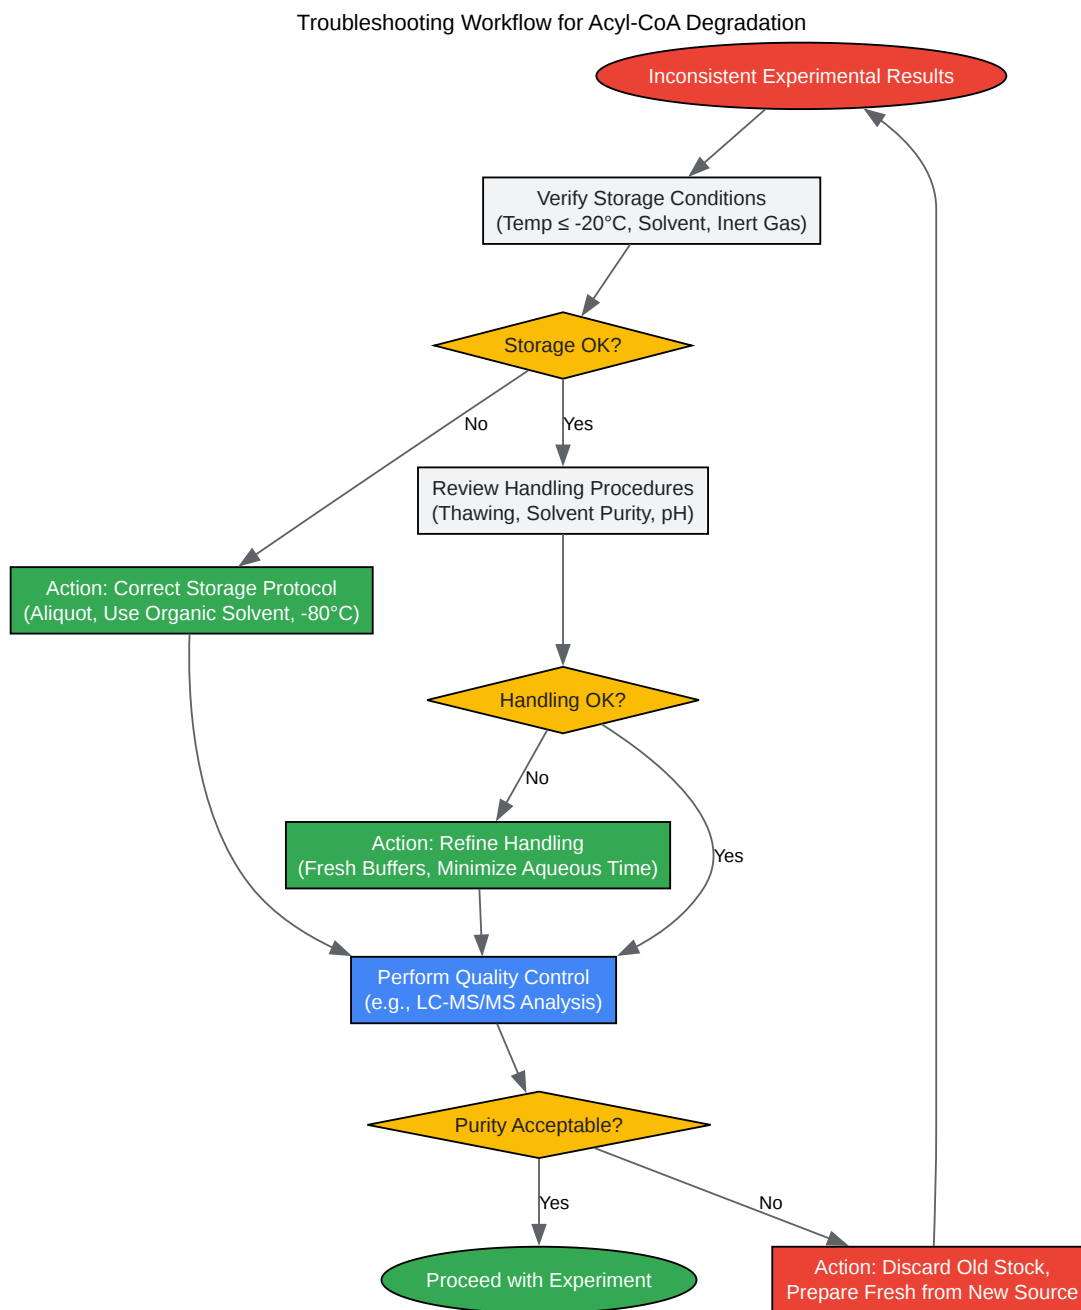 Troubleshooting Workflow for Acyl-CoA Degradation
Inconsistent Experimental Results
Verify Storage Conditions
(Temp ≤ -20°C, Solvent, Inert Gas)
Storage OK?
No
Yes
Review Handling Procedures
(Thawing, Solvent Purity, pH)
Action: Correct Storage Protocol
(Aliquot, Use Organic Solvent, -80°C)
Handling OK?
No
Action: Refine Handling
(Fresh Buffers, Minimize Aqueous Time)
Yes
Perform Quality Control
(e.g., LC-MS/MS Analysis)
Purity Acceptable?
Yes
No
Proceed with Experiment
Action: Discard Old Stock,
Prepare Fresh from New Source